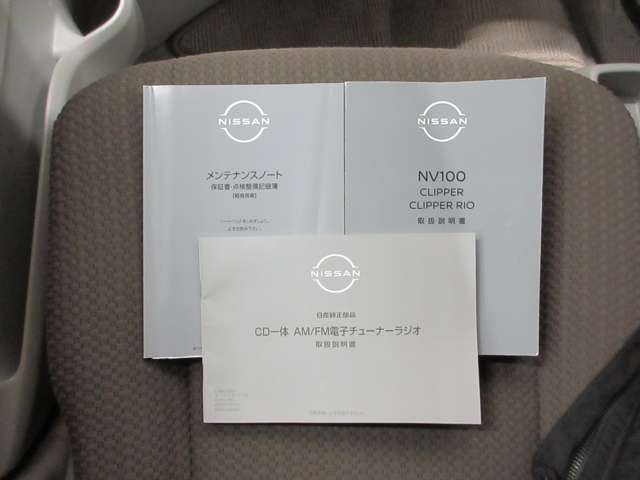 NISSAN
メンテナンスノート
保証書・点検整備記録簿
NISSAN
NV100
CLIPPER
CLIPPER RIO
取扱説明書
NISSAN
日産純正部品
CD一体 AM/FM電子チューナーラジオ
取扱説明書